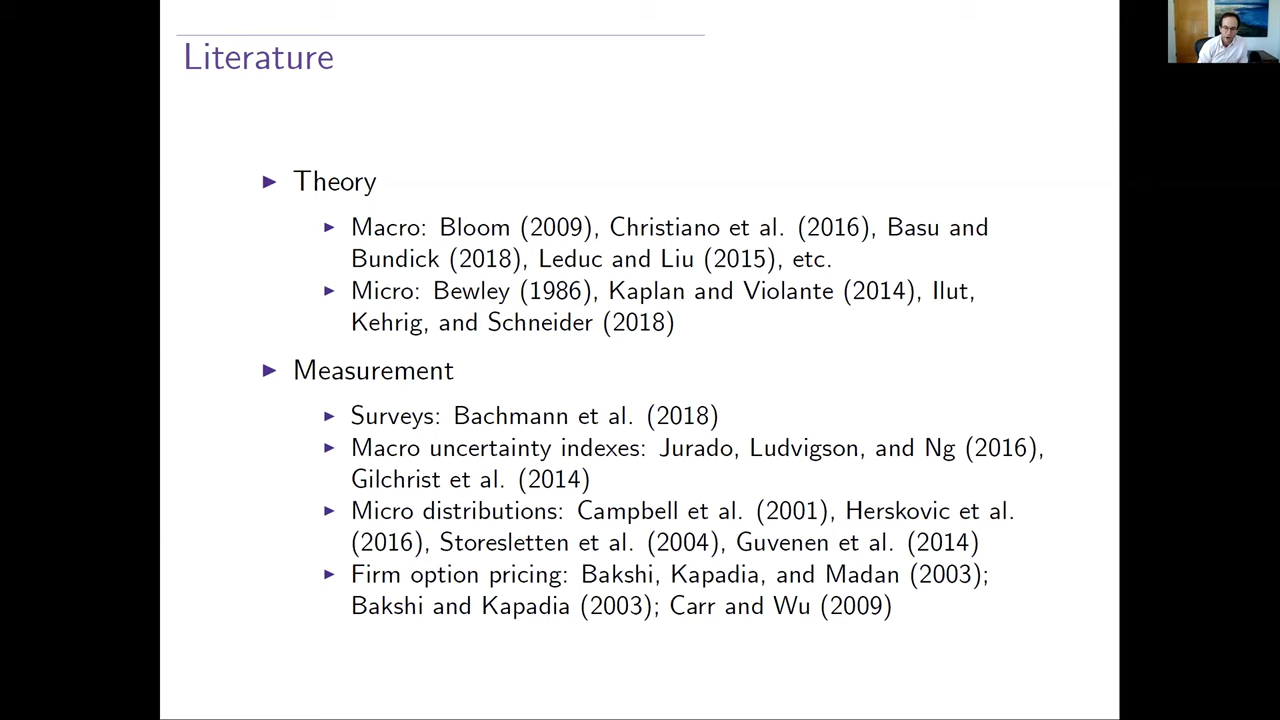 Literature
▶ Theory
▶ Macro: Bloom (2009), Christiano et al. (2016), Basu and
Bundick (2018), Leduc and Liu (2015), etc.
▶ Micro: Bewley (1986), Kaplan and Violante (2014), Ilut,
Kehrig, and Schneider (2018)
▶ Measurement
▶ Surveys: Bachmann et al. (2018)
▶ Macro uncertainty indexes: Jurado, Ludvigson, and Ng (2016),
Gilchrist et al. (2014)
▶ Micro distributions: Campbell et al. (2001), Herskovic et al.
(2016), Storesletten et al. (2004), Guvenen et al. (2014)
▶ Firm option pricing: Bakshi, Kapadia, and Madan (2003);
Bakshi and Kapadia (2003); Carr and Wu (2009)